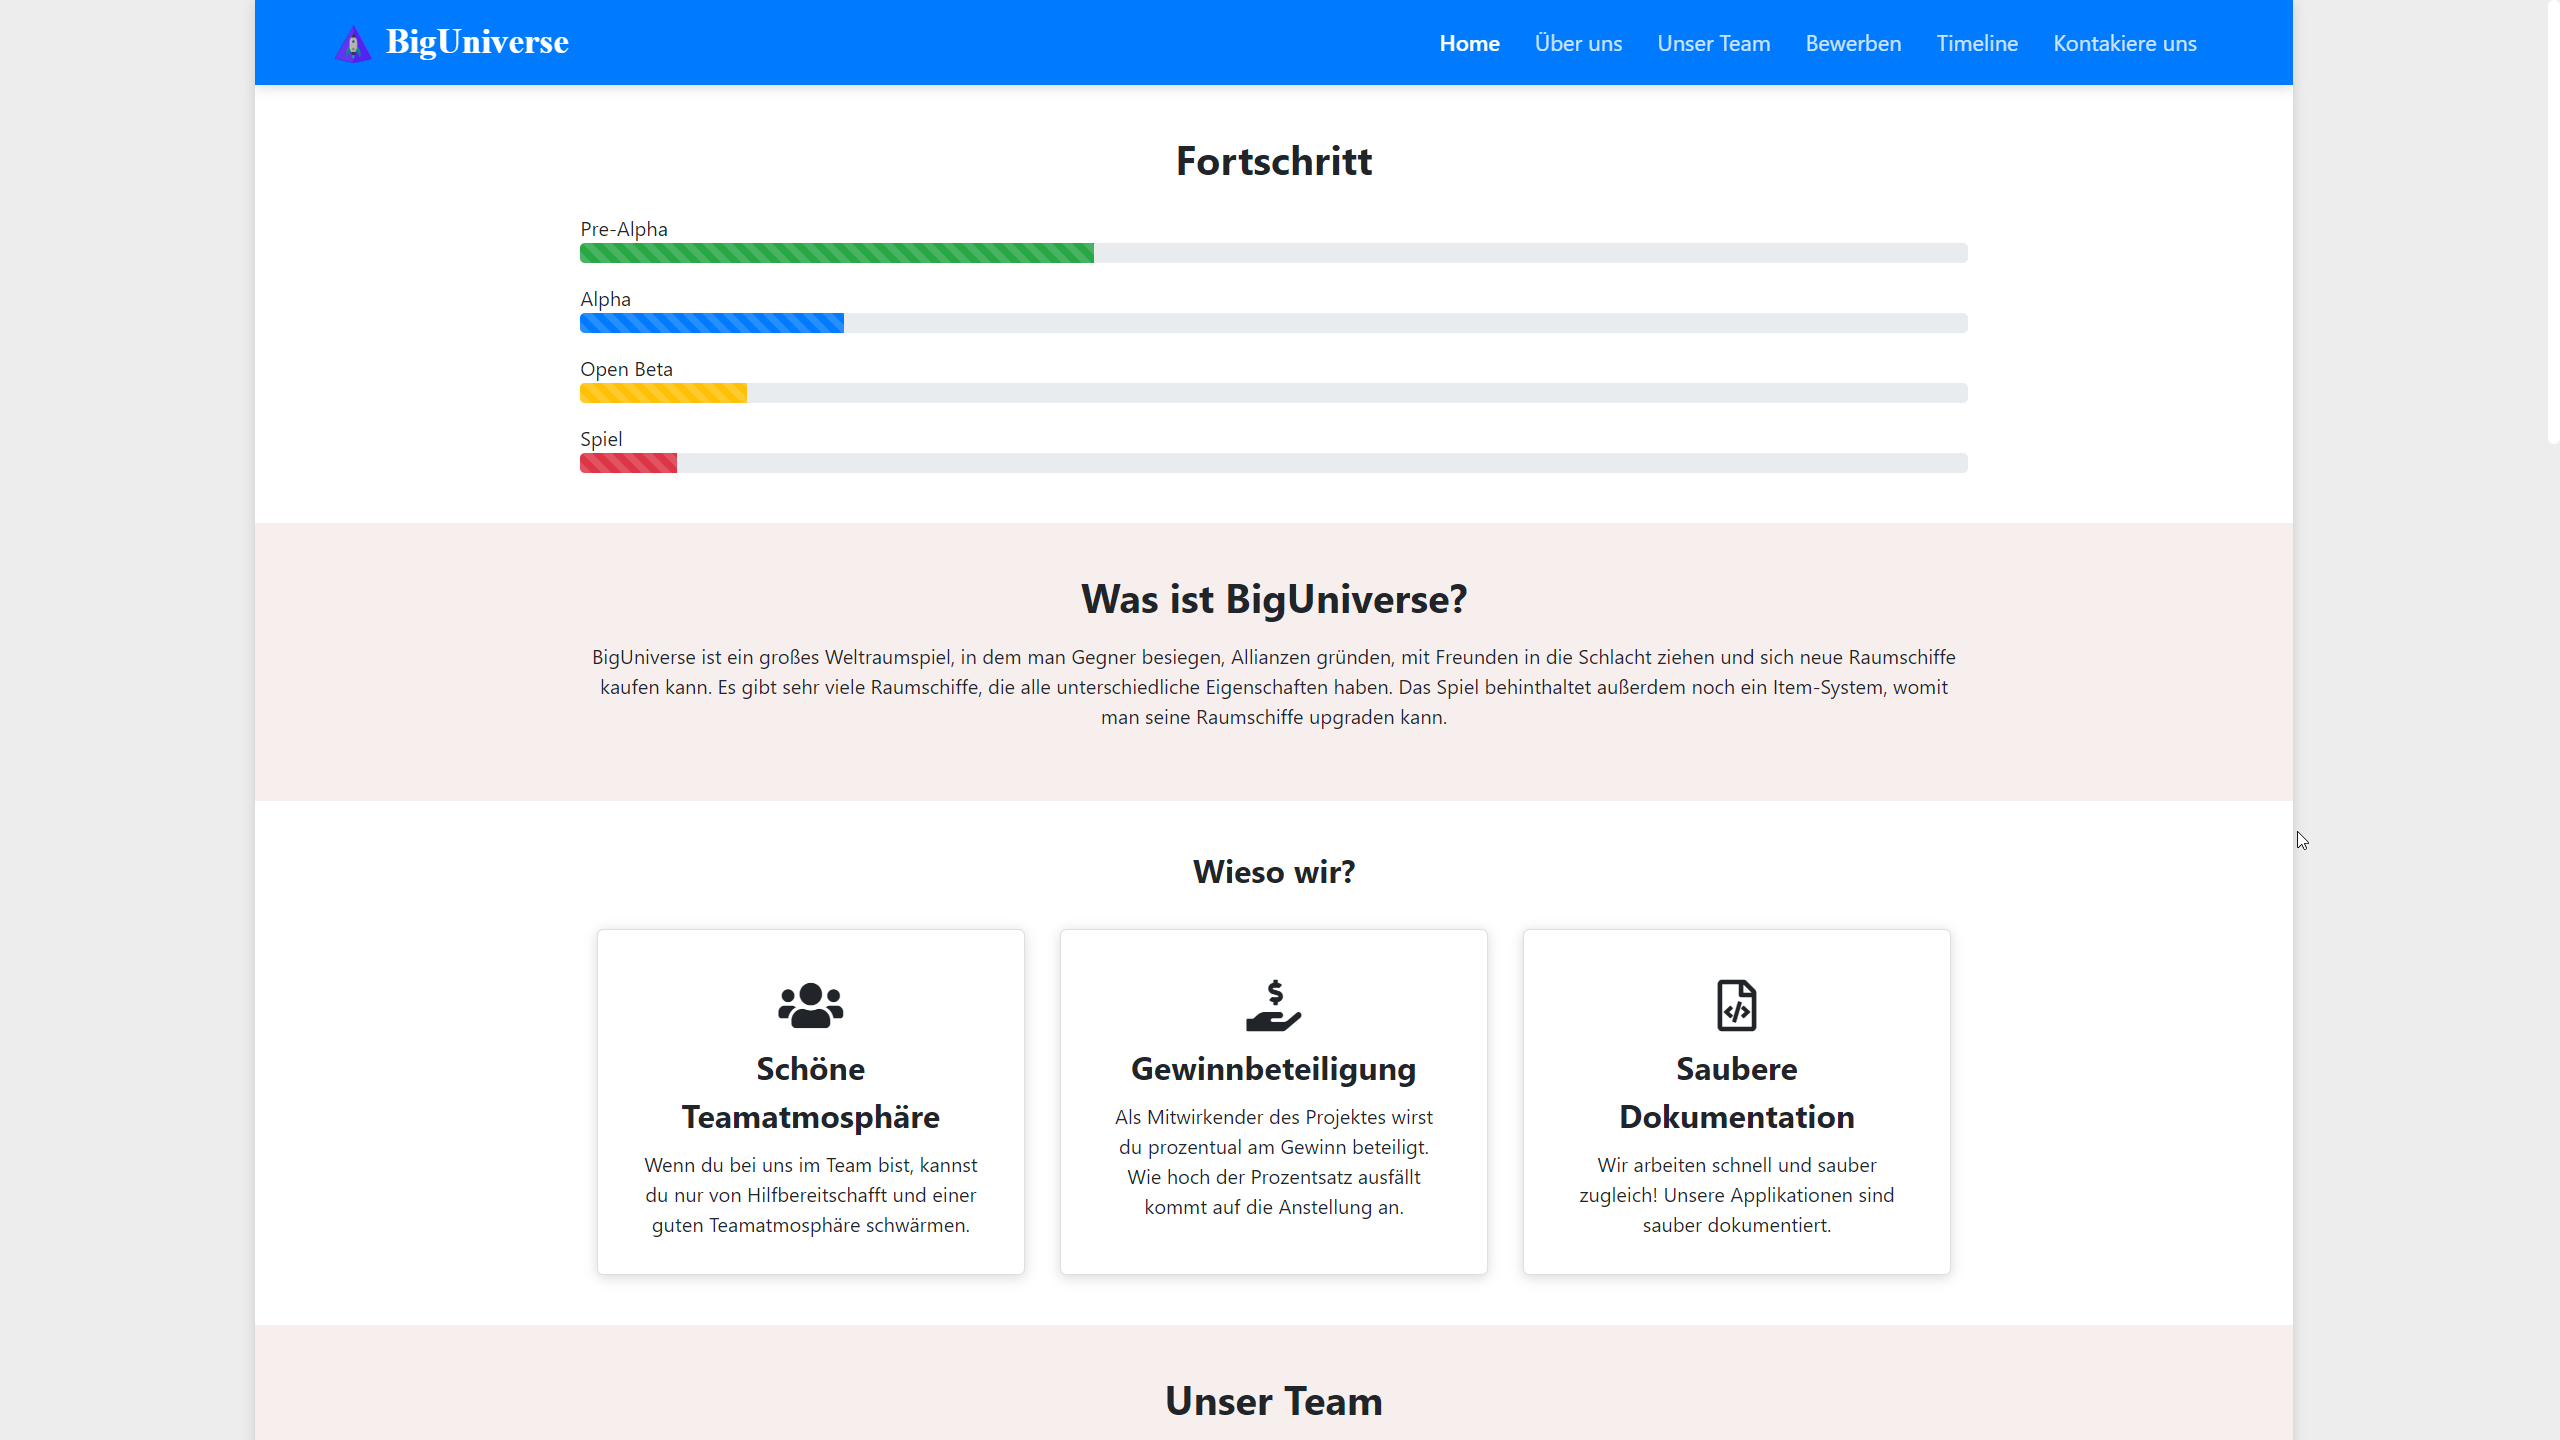 BigUniverse
Home Über uns Unser Team Bewerben Timeline Kontakiere uns
Fortschritt
Pre-Alpha
Alpha
Open Beta
Spiel
Was ist BigUniverse?
BigUniverse ist ein großes Weltraumspiel, in dem man Gegner besiegen, Allianzen gründen, mit Freunden in die Schlacht ziehen und sich neue Raumschiffe
kaufen kann. Es gibt sehr viele Raumschiffe, die alle unterschiedliche Eigenschaften haben. Das Spiel behinthaltet außerdem noch ein Item-System, womit
man seine Raumschiffe upgraden kann.
Wieso wir?
Schöne
Teamatmosphäre
Wenn du bei uns im Team bist, kannst
du nur von Hilfbereitschafft und einer
guten Teamatmosphäre schwärmen.
$
Gewinnbeteiligung
Als Mitwirkender des Projektes wirst
du prozentual am Gewinn beteiligt.
Wie hoch der Prozentsatz ausfällt
kommt auf die Anstellung an.
</>
Saubere
Dokumentation
Wir arbeiten schnell und sauber
zugleich! Unsere Applikationen sind
sauber dokumentiert.
Unser Team